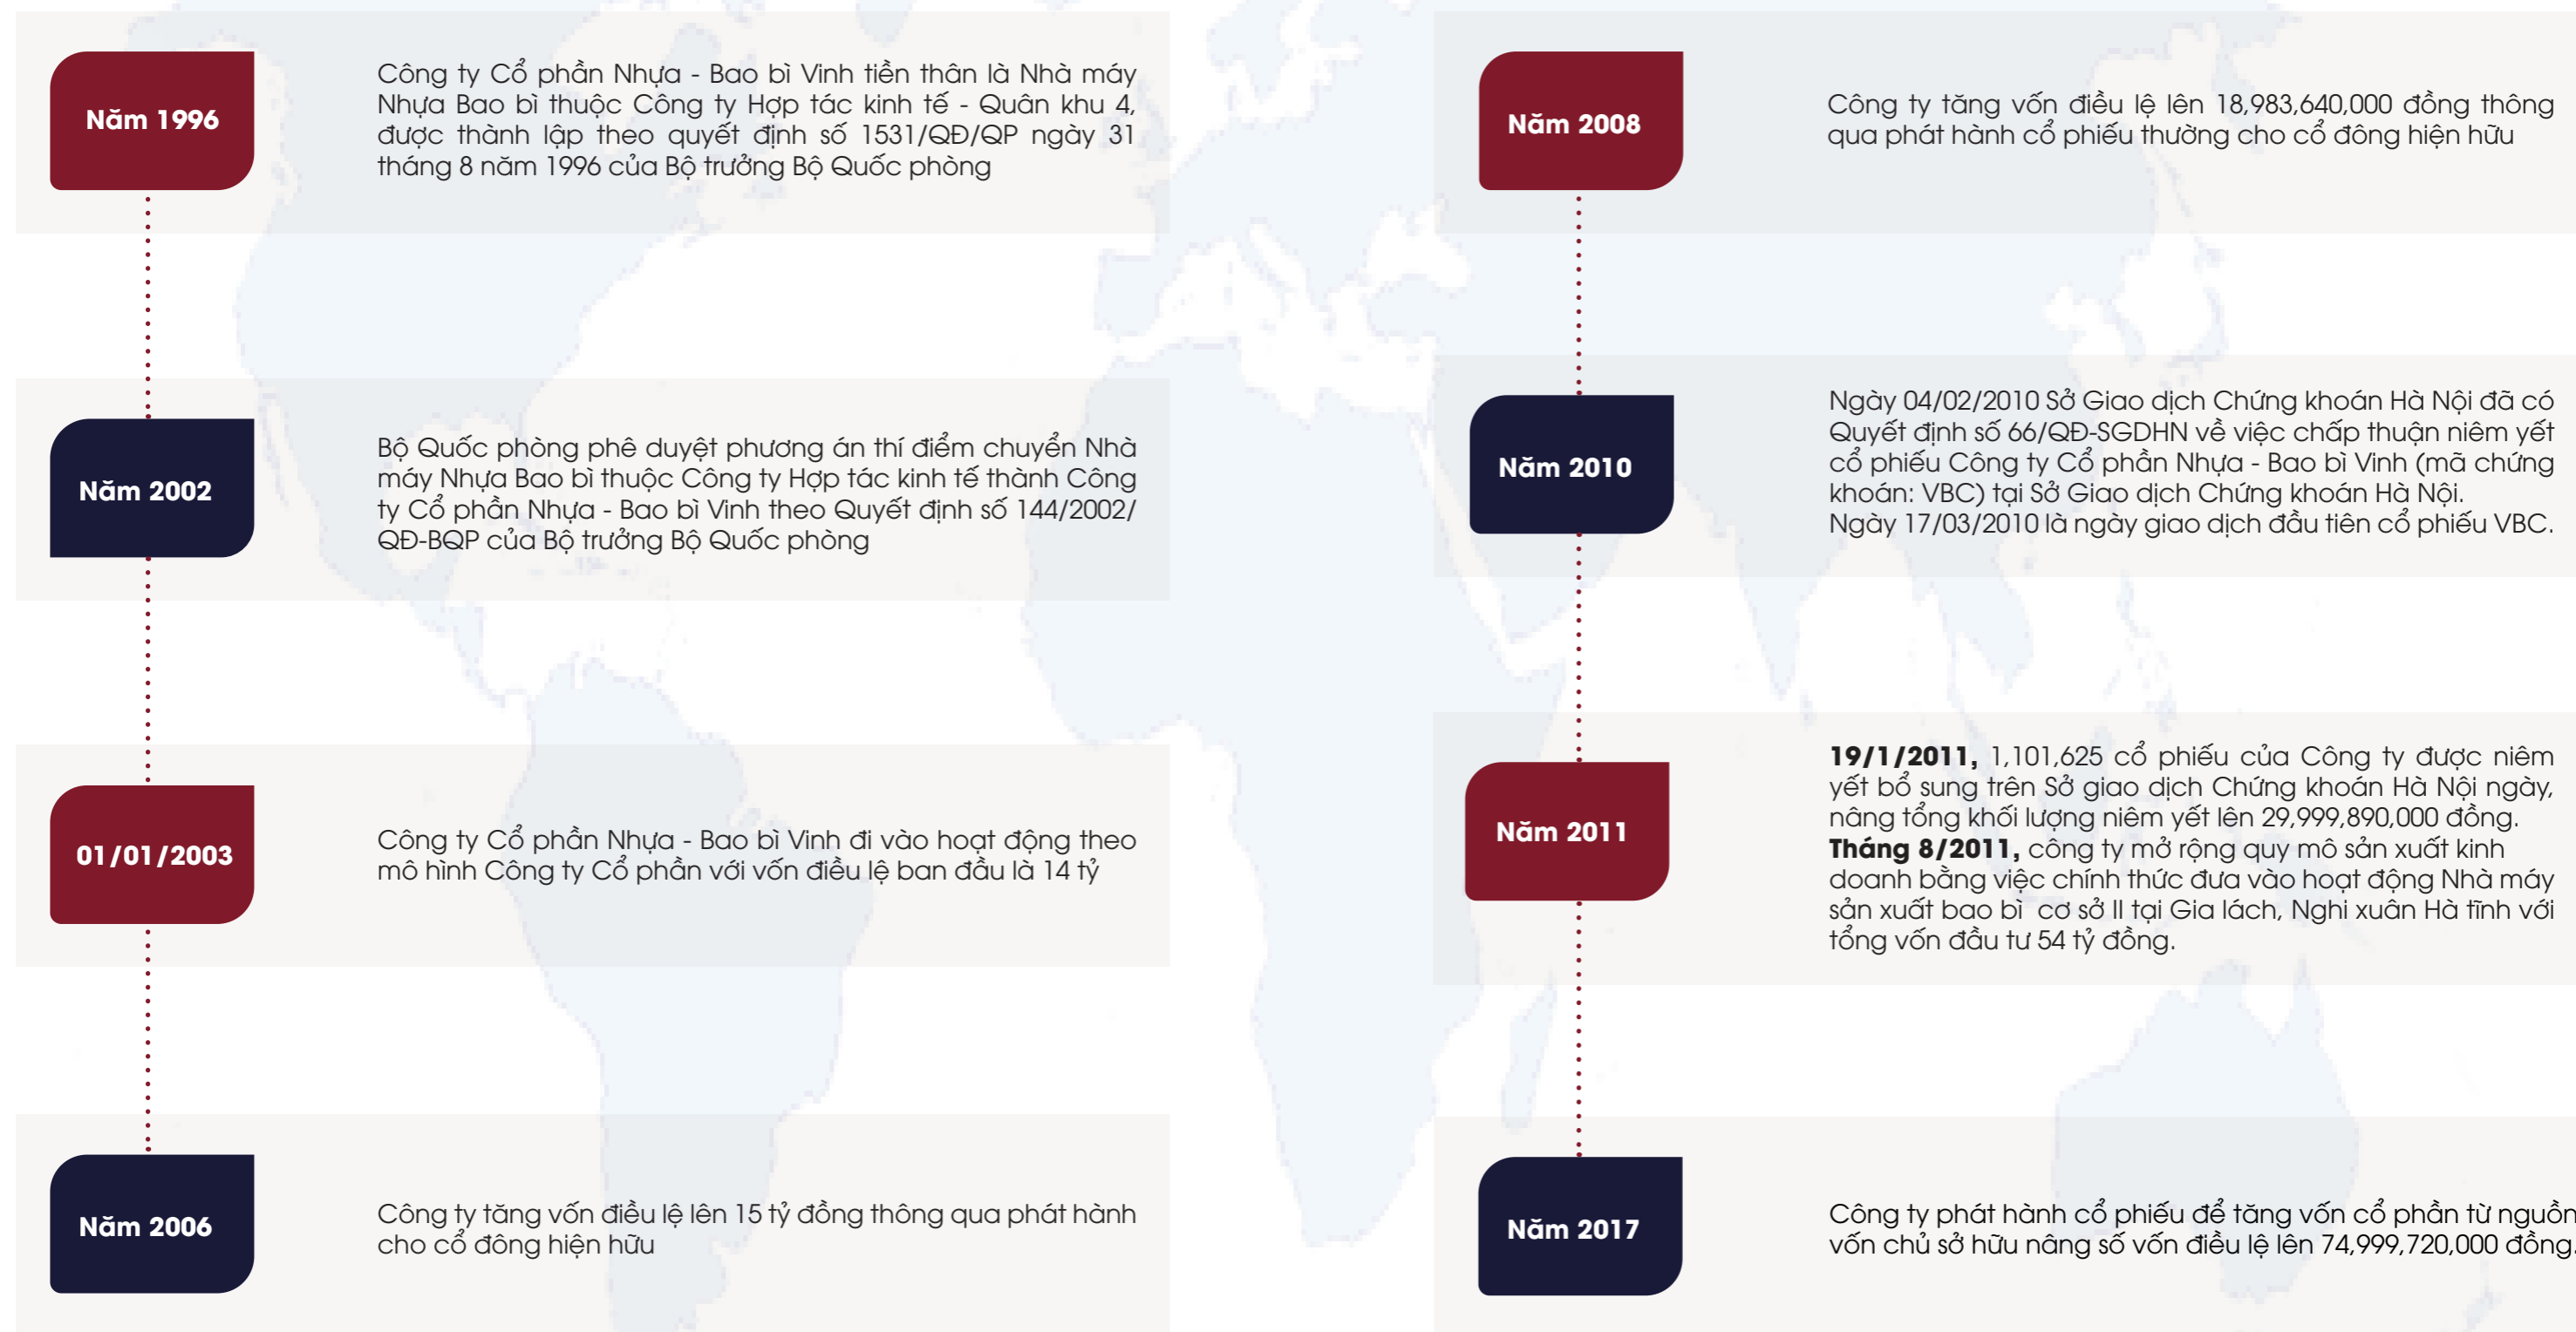 Năm 1996
Công ty Cổ phần Nhựa - Bao bì Vinh tiền thân là Nhà máy
Nhựa Bao bì thuộc Công ty Hợp tác kinh tế - Quân khu 4,
được thành lập theo quyết định số 1531/QĐ/QP ngày 31
tháng 8 năm 1996 của Bộ trưởng Bộ Quốc phòng
Năm 2002
Bộ Quốc phòng phê duyệt phương án thí điểm chuyển Nhà
máy Nhựa Bao bì thuộc Công ty Hợp tác kinh tế thành Công
ty Cổ phần Nhựa - Bao bì Vinh theo Quyết định số 144/2002/
QĐ-BQP của Bộ trưởng Bộ Quốc phòng
01/01/2003
Công ty Cổ phần Nhựa - Bao bì Vinh đi vào hoạt động theo
mô hình Công ty Cổ phần với vốn điều lệ ban đầu là 14 tỷ
Năm 2006
Công ty tăng vốn điều lệ lên 15 tỷ đồng thông qua phát hành
cho cổ đông hiện hữu
Năm 2008
Công ty tăng vốn điều lệ lên 18,983,640,000 đồng thông
qua phát hành cổ phiếu thường cho cổ đông hiện hữu
Năm 2010
Ngày 04/02/2010 Sở Giao dịch Chứng khoán Hà Nội đã có
Quyết định số 66/QĐ-SGDHN về việc chấp thuận niêm yết
cổ phiếu Công ty Cổ phần Nhựa - Bao bì Vinh (mã chứng
khoán: VBC) tại Sở Giao dịch Chứng khoán Hà Nội.
Ngày 17/03/2010 là ngày giao dịch đầu tiên cổ phiếu VBC.
Năm 2011
19/1/2011, 1,101,625 cổ phiếu của Công ty được niêm
yết bổ sung trên Sở giao dịch Chứng khoán Hà Nội ngày,
nâng tổng khối lượng niêm yết lên 29,999,890,000 đồng.
Tháng 8/2011, công ty mở rộng quy mô sản xuất kinh
doanh bằng việc chính thức đưa vào hoạt động Nhà máy
sản xuất bao bì cơ sở II tại Gia lách, Nghi xuân Hà tĩnh với
tổng vốn đầu tư 54 tỷ đồng.
Năm 2017
Công ty phát hành cổ phiếu để tăng vốn cổ phần từ nguồn
vốn chủ sở hữu nâng số vốn điều lệ lên 74,999,720,000 đồng.